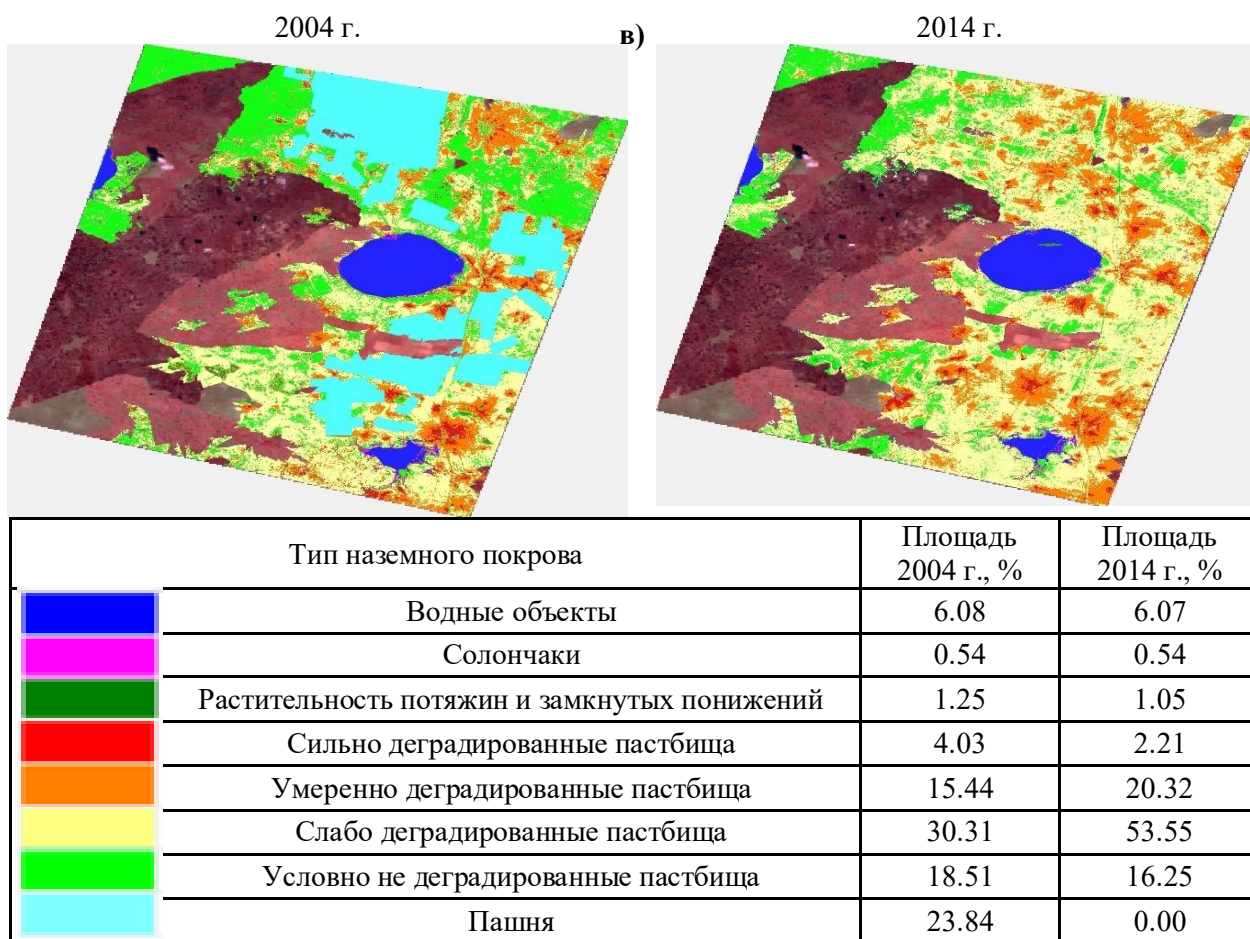 2004 г.
в)
2014 г.
Тип наземного покрова
Площадь
2004 г., %
Площадь
2014 г., %
Водные объекты 6.08 6.07
Солончаки 0.54 0.54
Растительность потяжин и замкнутых понижений 1.25 1.05
Сильно деградированные пастбища 4.03 2.21
Умеренно деградированные пастбища 15.44 20.32
Слабо деградированные пастбища 30.31 53.55
Условно не деградированные пастбища 18.51 16.25
Пашня 23.84 0.00